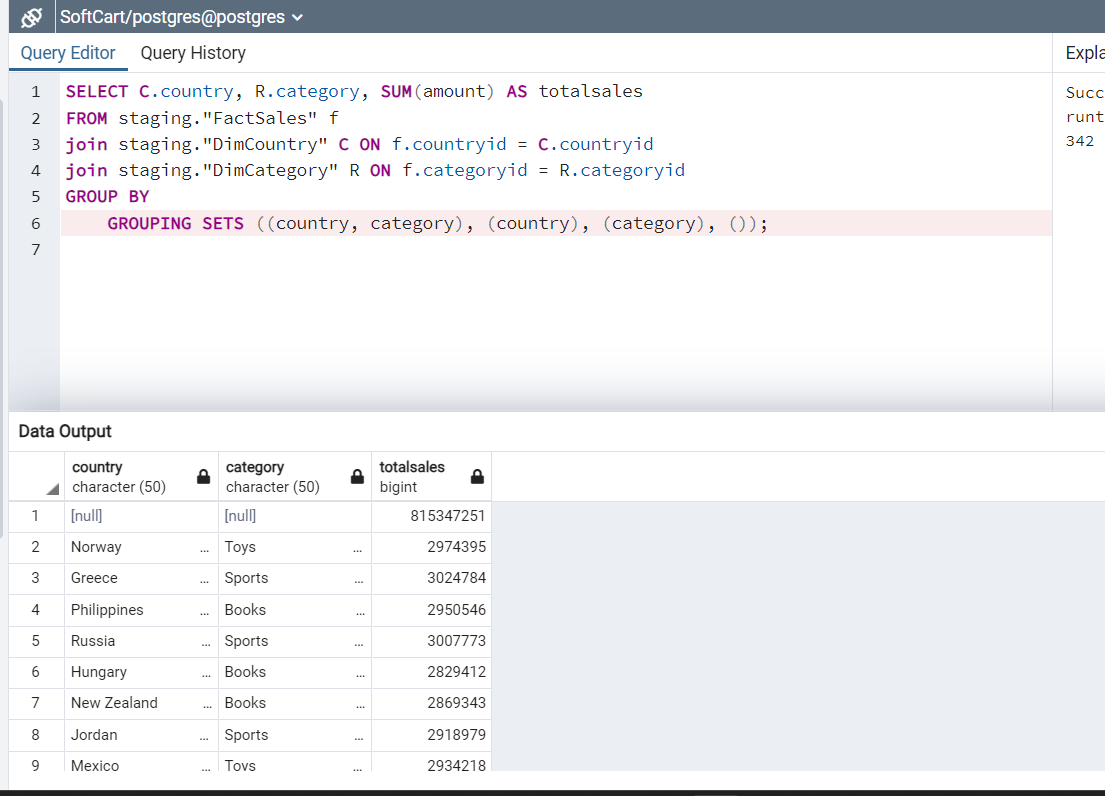 SoftCart/postgres@postgres
Query Editor Query History
Expla
1 SELECT C.country, R.category, SUM(amount) AS totalsales
2 FROM staging."FactSales" f
3 join staging."DimCountry" C ON f.countryid = C.countryid
4 join staging."DimCategory" R ON f.categoryid = R.categoryid
5 GROUP BY
6 GROUPING SETS ((country, category), (country), (category), ());
7
Succ
runt
342
Data Output
country category totalsales
character (50) character (50) bigint
1 [null] [null] 815347251
2 Norway ... Toys ... 2974395
3 Greece ... Sports ... 3024784
4 Philippines ... Books ... 2950546
5 Russia ... Sports ... 3007773
6 Hungary ... Books ... 2829412
7 New Zealand ... Books ... 2869343
8 Jordan ... Sports ... 2918979
9 Mexico ... Toys ... 2934218